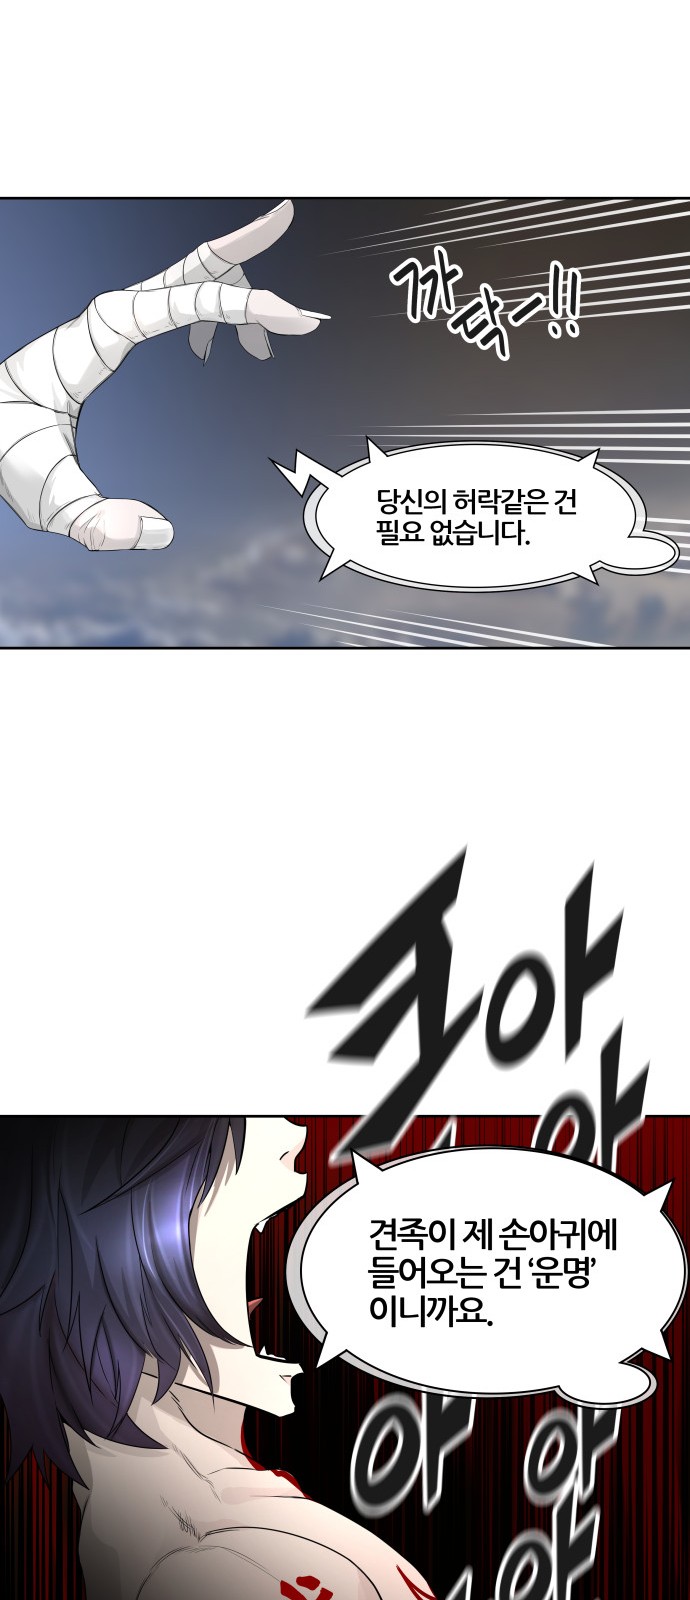 까
닥ー!!
당신의 허락같은 건
필요 없습니다.
크아
아
견족이 제 손아귀에
들어오는 건 ‘운명’
이니까요.
아 아